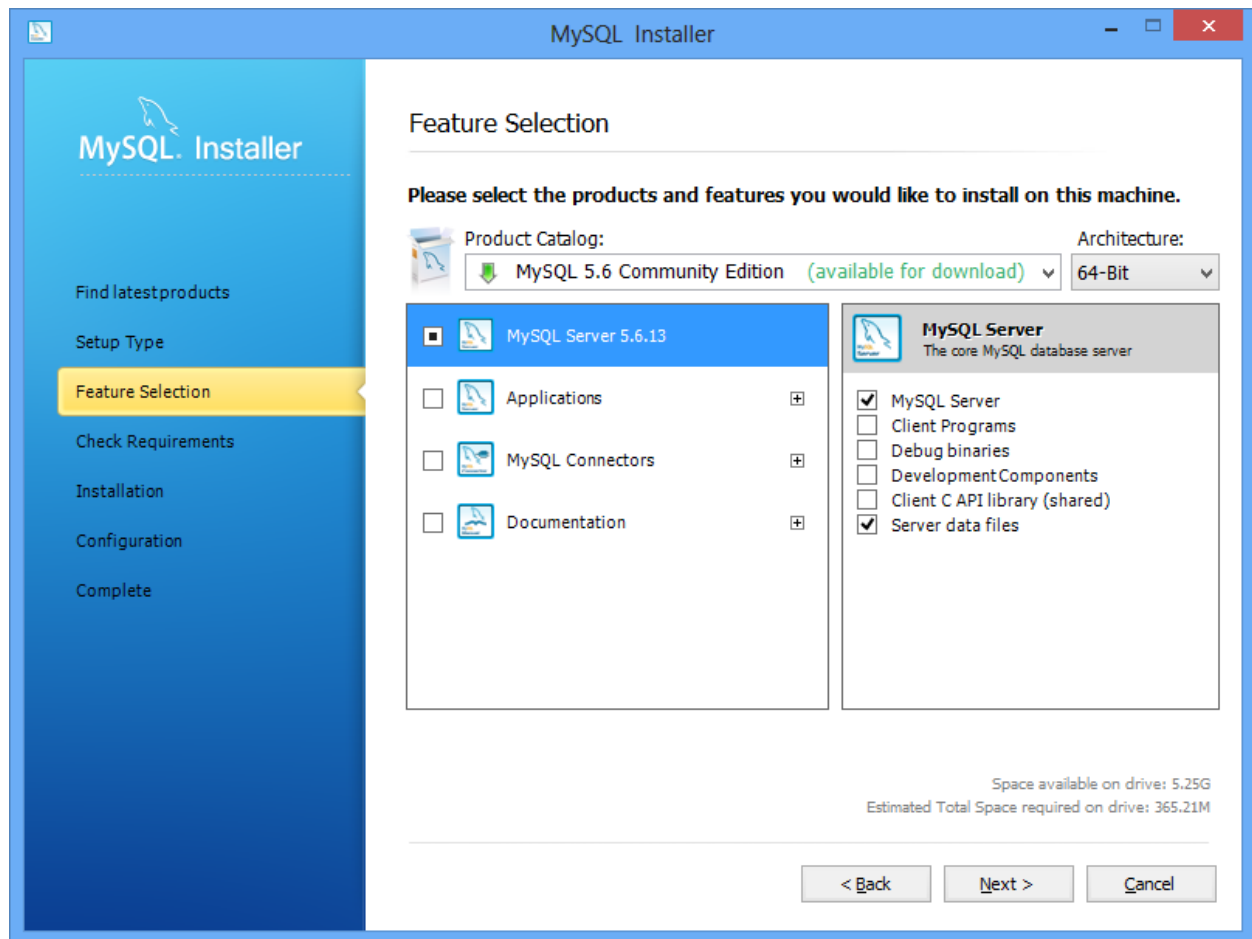 MySQL Installer
MySQL. Installer
Find latest products
Setup Type
Feature Selection
Check Requirements
Installation
Configuration
Complete
Feature Selection
Please select the products and features you would like to install on this machine.
Product Catalog:
Architecture:
MySQL 5.6 Community Edition (available for download)
64-Bit
MySQL Server 5.6.13
Applications
MySQL Connectors
Documentation
MySQL Server
The core MySQL database server
MySQL Server
Client Programs
Debug binaries
Development Components
Client C API library (shared)
Server data files
Space available on drive: 5.25G
Estimated Total Space required on drive: 365.21M
< Back
Next >
Cancel